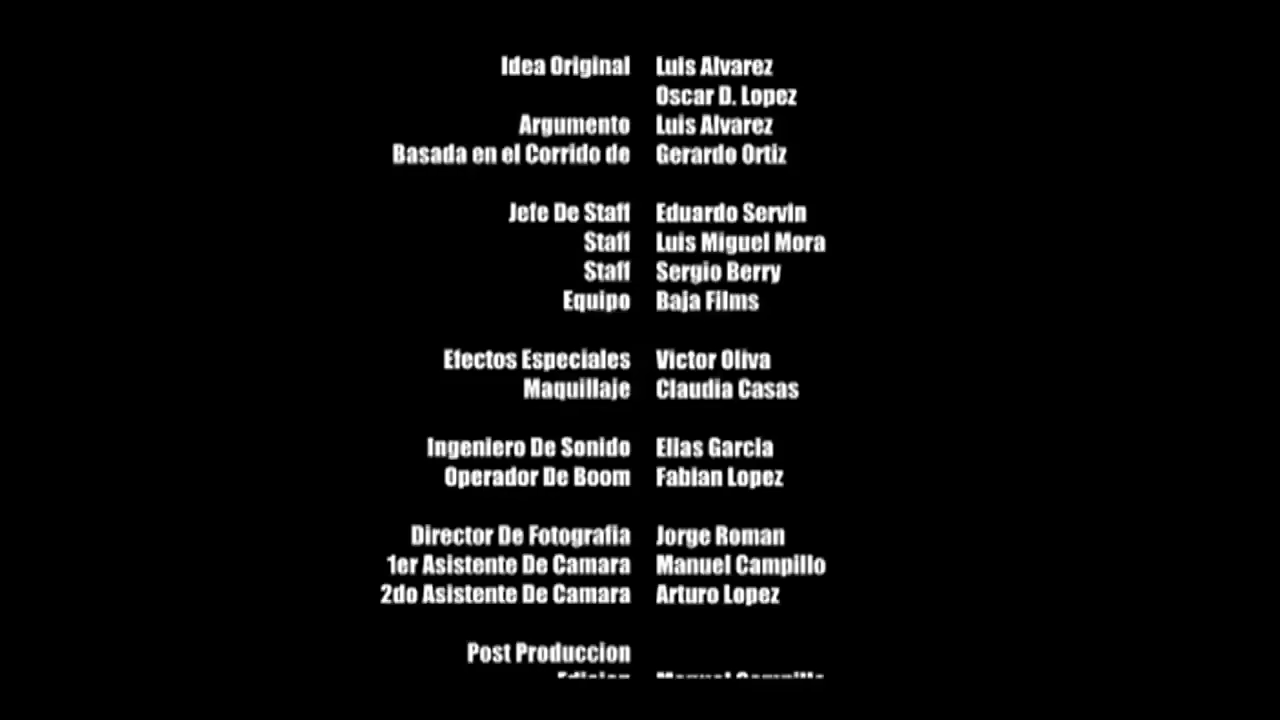 Idea Original Luis Alvarez
Oscar D. Lopez
Argumento Luis Alvarez
Basada en el Corrido de Gerardo Ortiz
Jefe De Staff Eduardo Servin
Staff Luis Miguel Mora
Staff Sergio Berry
Equipo Baja Films
Efectos Especiales Victor Oliva
Maquillaje Claudia Casas
Ingeniero De Sonido Elias Garcia
Operador De Boom Fabian Lopez
Director De Fotografia Jorge Roman
1er Asistente De Camara Manuel Campillo
2do Asistente De Camara Arturo Lopez
Post Produccion